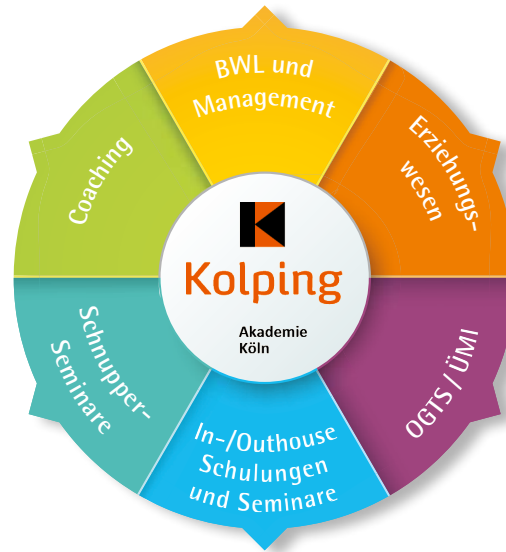 BWL und
Management
Erziehungs-
wesen
OGTS / ÜMI
In-/Outhouse
Schulungen
und Seminare
Schnupper-
Seminare
Coaching
Kolping
Akademie
Köln